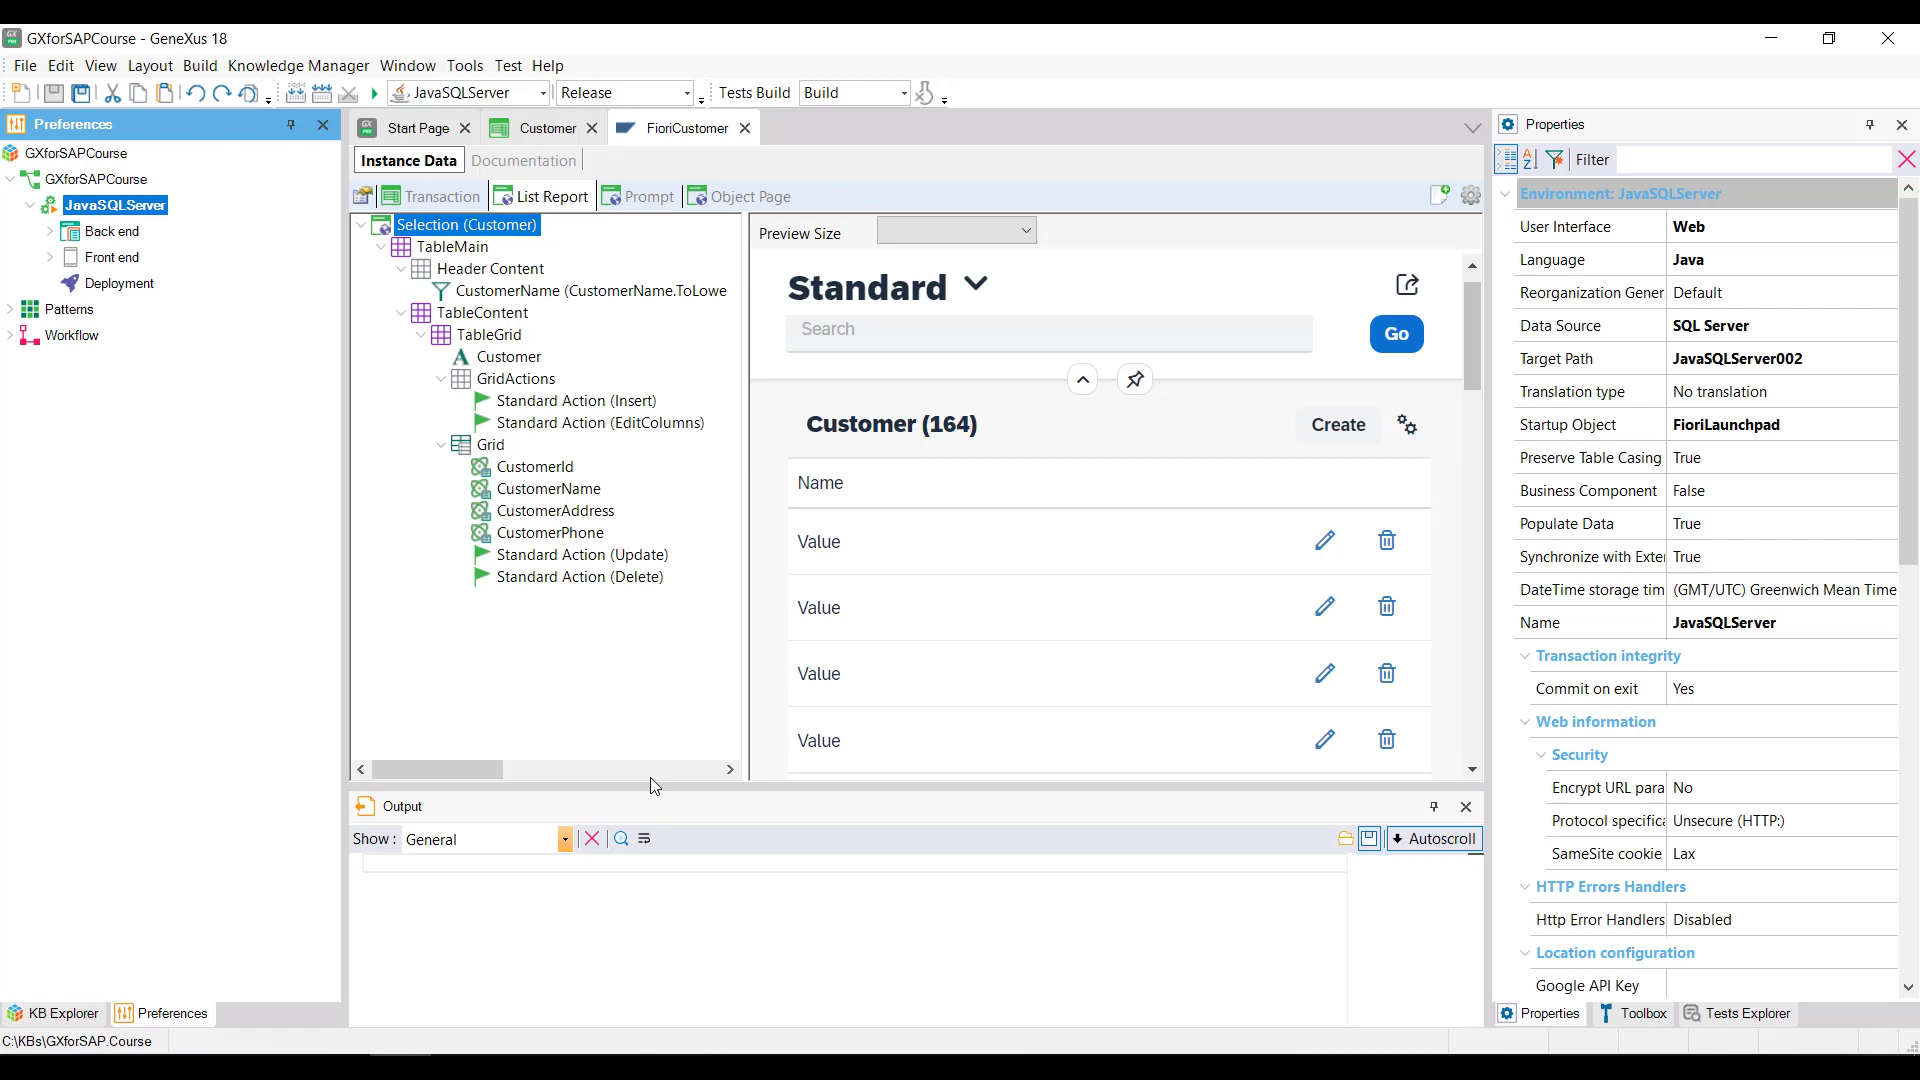 GXforSAPCourse - GeneXus 18
File Edit View Layout Build Knowledge Manager Window Tools Test Help
JavaSQLServer Release Tests Build Build
Preferences
GXforSAPCourse
GXforSAPCourse
JavaSQLServer
Back end
Front end
Deployment
Patterns
Workflow
KB Explorer Preferences
C:\KBs\GXforSAP.Course
Start Page Customer FioriCustomer
Instance Data Documentation
Transaction List Report Prompt Object Page
Selection (Customer)
TableMain
Header Content
CustomerName (CustomerName.ToLowe
TableContent
TableGrid
Customer
GridActions
Standard Action (Insert)
Standard Action (EditColumns)
Grid
CustomerId
CustomerName
CustomerAddress
CustomerPhone
Standard Action (Update)
Standard Action (Delete)
Preview Size
Standard
Search Go
Customer (164) Create
Name
Value
Value
Value
Value
Output
Show : General Autoscroll
Properties
Filter
Environment: JavaSQLServer
User Interface Web
Language Java
Reorganization Gener Default
Data Source SQL Server
Target Path JavaSQLServer002
Translation type No translation
Startup Object FioriLaunchpad
Preserve Table Casing True
Business Component False
Populate Data True
Synchronize with Exter True
DateTime storage tim (GMT/UTC) Greenwich Mean Time
Name JavaSQLServer
Transaction integrity
Commit on exit Yes
Web information
Security
Encrypt URL para No
Protocol specifica Unsecure (HTTP:)
SameSite cookie Lax
HTTP Errors Handlers
Http Error Handlers Disabled
Location configuration
Google API Key
Properties Toolbox Tests Explorer